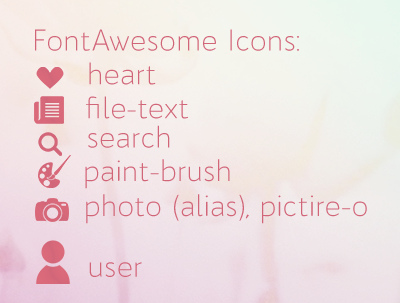 FontAwesome Icons:
heart
file-text
search
paint-brush
photo (alias), pictire-o
user